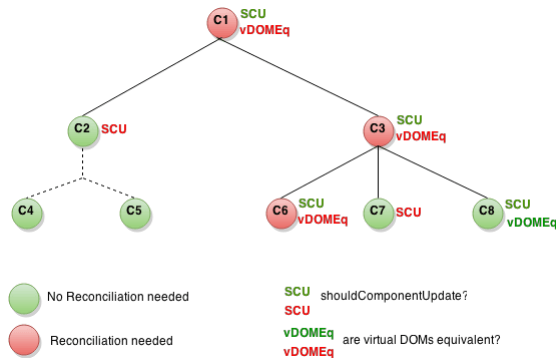 C1 SCU
vDOMEq
C2 SCU
C3 SCU
vDOMEq
C4
C5
C6 SCU
vDOMEq
C7 SCU
C8 SCU
vDOMEq
No Reconciliation needed
Reconciliation needed
SCU shouldComponentUpdate?
SCU
vDOMEq are virtual DOMs equivalent?
vDOMEq